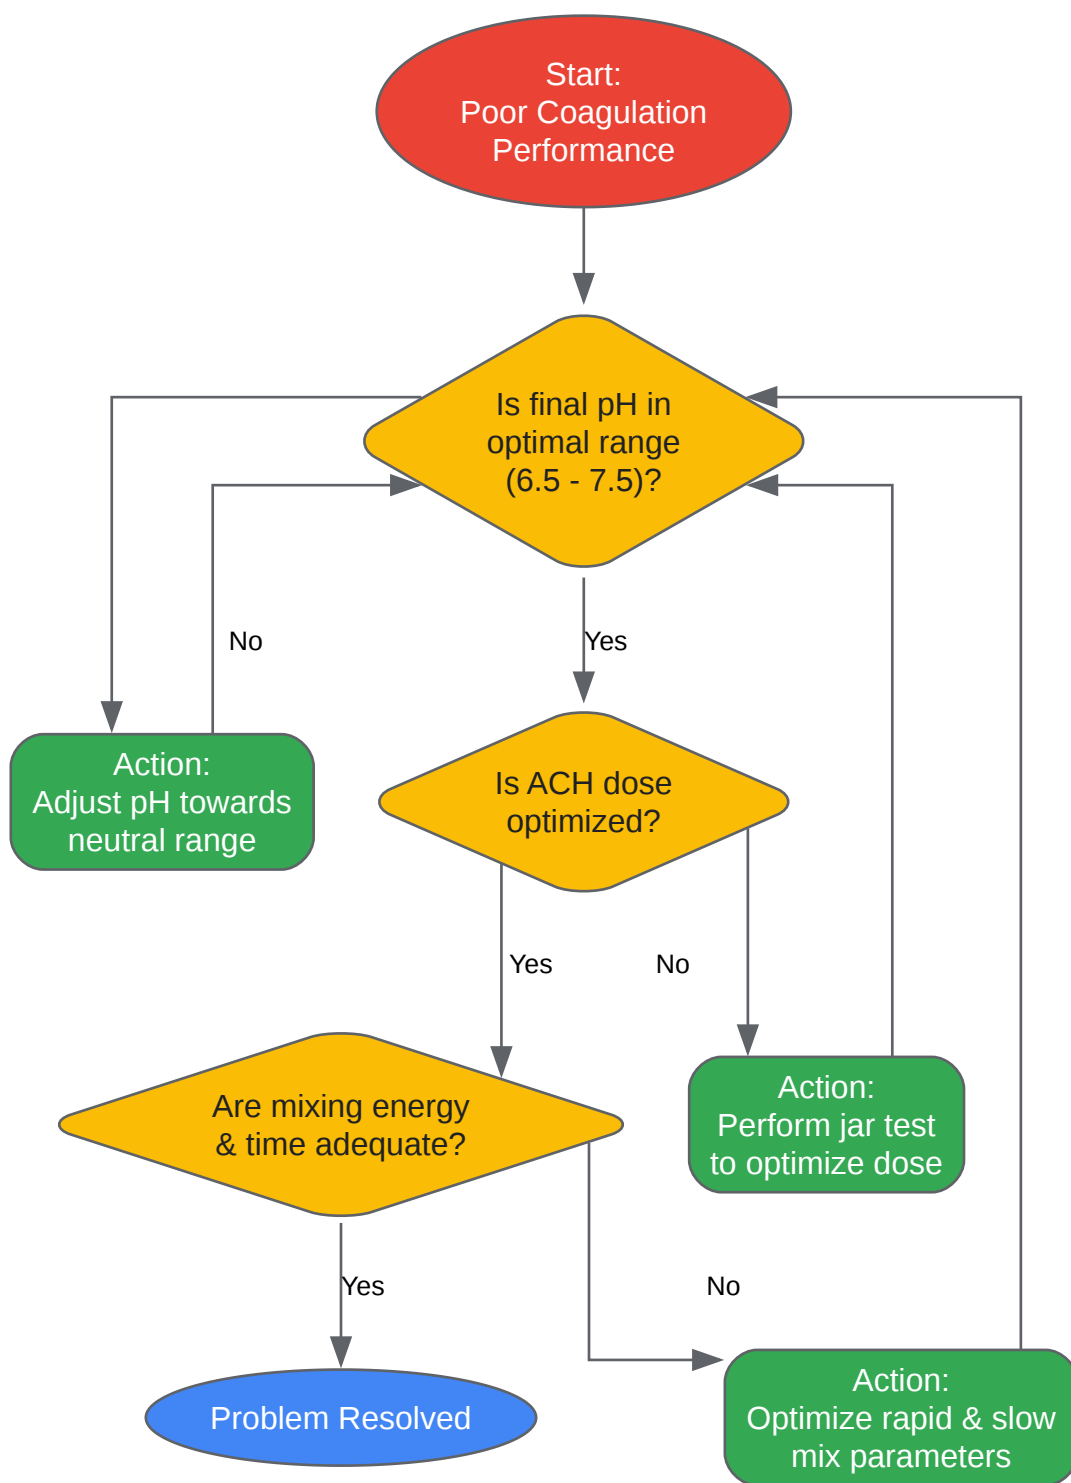 Start:
Poor Coagulation
Performance
Is final pH in
optimal range
(6.5 - 7.5)?
No
Yes
Action:
Adjust pH towards
neutral range
Is ACH dose
optimized?
Yes
No
Are mixing energy
& time adequate?
Action:
Perform jar test
to optimize dose
Yes
No
Problem Resolved
Action:
Optimize rapid & slow
mix parameters